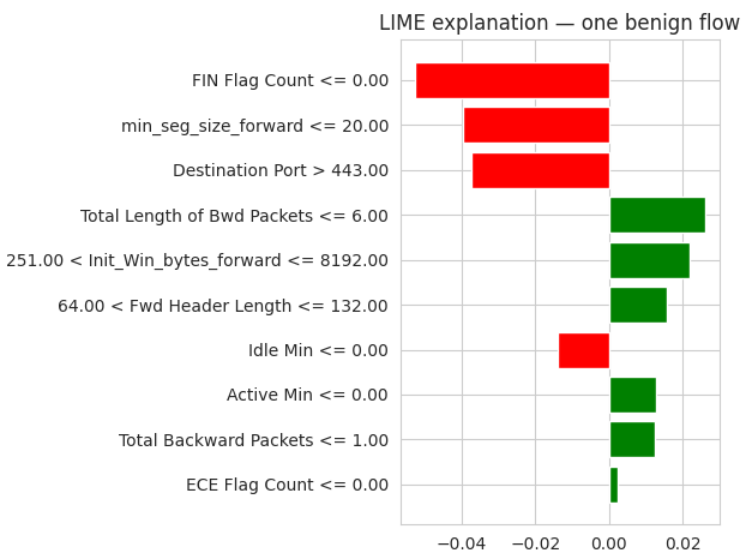 LIME explanation — one benign flow
FIN Flag Count <= 0.00
min_seg_size_forward <= 20.00
Destination Port > 443.00
Total Length of Bwd Packets <= 6.00
251.00 < Init_Win_bytes_forward <= 8192.00
64.00 < Fwd Header Length <= 132.00
Idle Min <= 0.00
Active Min <= 0.00
Total Backward Packets <= 1.00
ECE Flag Count <= 0.00
−0.04 −0.02 0.00 0.02